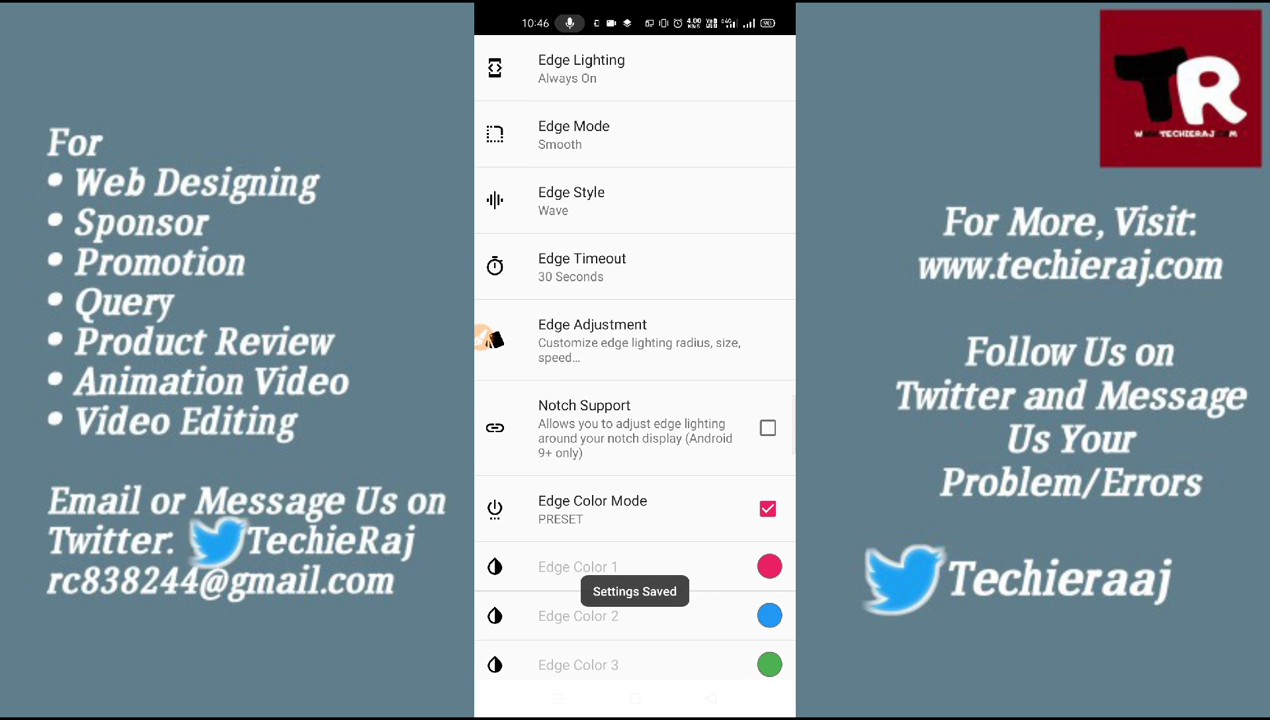 For
• Web Designing
• Sponsor
• Promotion
• Query
• Product Review
• Animation Video
• Video Editing
Email or Message Us on
Twitter. TechieRaj
rc838244@gmail.com
10:46
Edge Lighting
Always On
Edge Mode
Smooth
Edge Style
Wave
Edge Timeout
30 Seconds
Edge Adjustment
Customize edge lighting radius, size,
speed...
Notch Support
Allows you to adjust edge lighting
around your notch display (Android
9+ only)
Edge Color Mode
PRESET
Edge Color 1
Settings Saved
Edge Color 2
Edge Color 3
TR
WWW.TECHIERAJ.COM
For More, Visit:
www.techieraj.com
Follow Us on
Twitter and Message
Us Your
Problem/Errors
Techieraaj